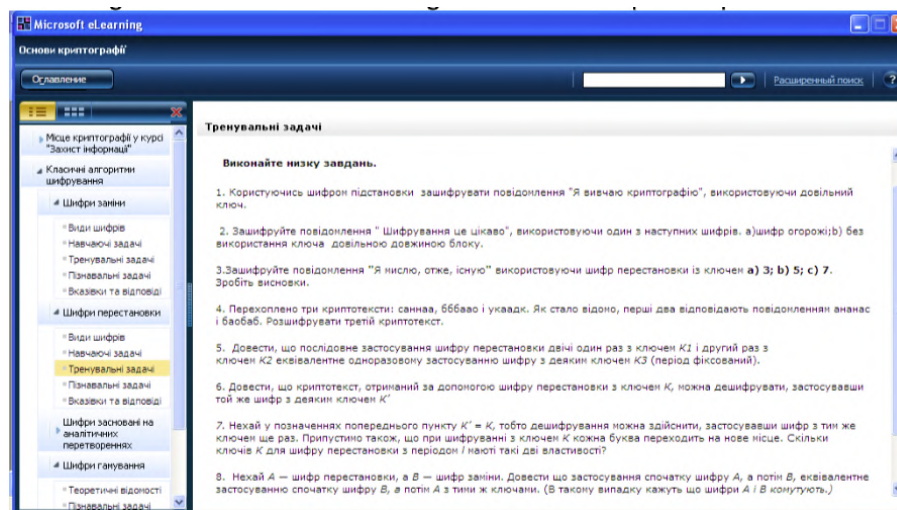 Microsoft eLearning
Основи криптографії
Оглавление
Расширенный поиск
?
Місце криптографії у курсі
"Захист інформації"
Класичні алгоритми
шифрування
Шифри заміни
Види шифрів
Навчаючі задачі
Тренувальні задачі
Пізнавальні задачі
Вказівки та відповіді
Шифри перестановки
Види шифрів
Навчаючі задачі
Тренувальні задачі
Пізнавальні задачі
Вказівки та відповіді
Шифри засновані на
аналітичних
перетвореннях
Шифри ганування
Теоретичні відомості
Пізнавальні задачі
Тренувальні задачі
Виконайте низку завдань.
1. Користуючись шифром підстановки зашифрувати повідомлення "Я вивчаю криптографію", використовуючи довільний
ключ.
2. Зашифруйте повідомлення " Шифрування це цікаво", використовуючи один з наступних шифрів. а)шифр огорожі;b) без
використання ключа довільною довжиною блоку.
3.Зашифруйте повідомлення "Я мислю, отже, існую" використовуючи шифр перестановки із ключем a) 3; b) 5; c) 7.
Зробіть висновки.
4. Перехоплено три криптотексти: саннаа, бббаао і укаадк. Як стало відоно, перші два відповідають повідомленням ананас
і баобаб. Розшифрувати третій криптотекст.
5. Довести, що послідовне застосування шифру перестановки двічі один раз з ключем K1 і другий раз з
ключем K2 еквівалентне одноразовому застосуванню шифру з деяким ключем K3 (період фіксований).
6. Довести, що криптотекст, отриманий за допомогою шифру перестановки з ключем K, можна дешифрувати, застосувавши
той же шифр з деяким ключем K′
7. Нехай у позначеннях попереднього пункту K′ = K, тобто дешифрування можна здійснити, застосувавши шифр з тим же
ключем ще раз. Припустимо також, що при шифруванні з ключем K кожна буква переходить на нове місце. Скільки
ключів K для шифру перестановки з періодом l мають такі дві властивості?
8. Нехай A — шифр перестановки, а B — шифр заміни. Довести що застосування спочатку шифру A, а потім B, еквівалентне
застосуванню спочатку шифру B, а потім A з тими ж ключами. (В такому випадку кажуть що шифри A і B комутують.)